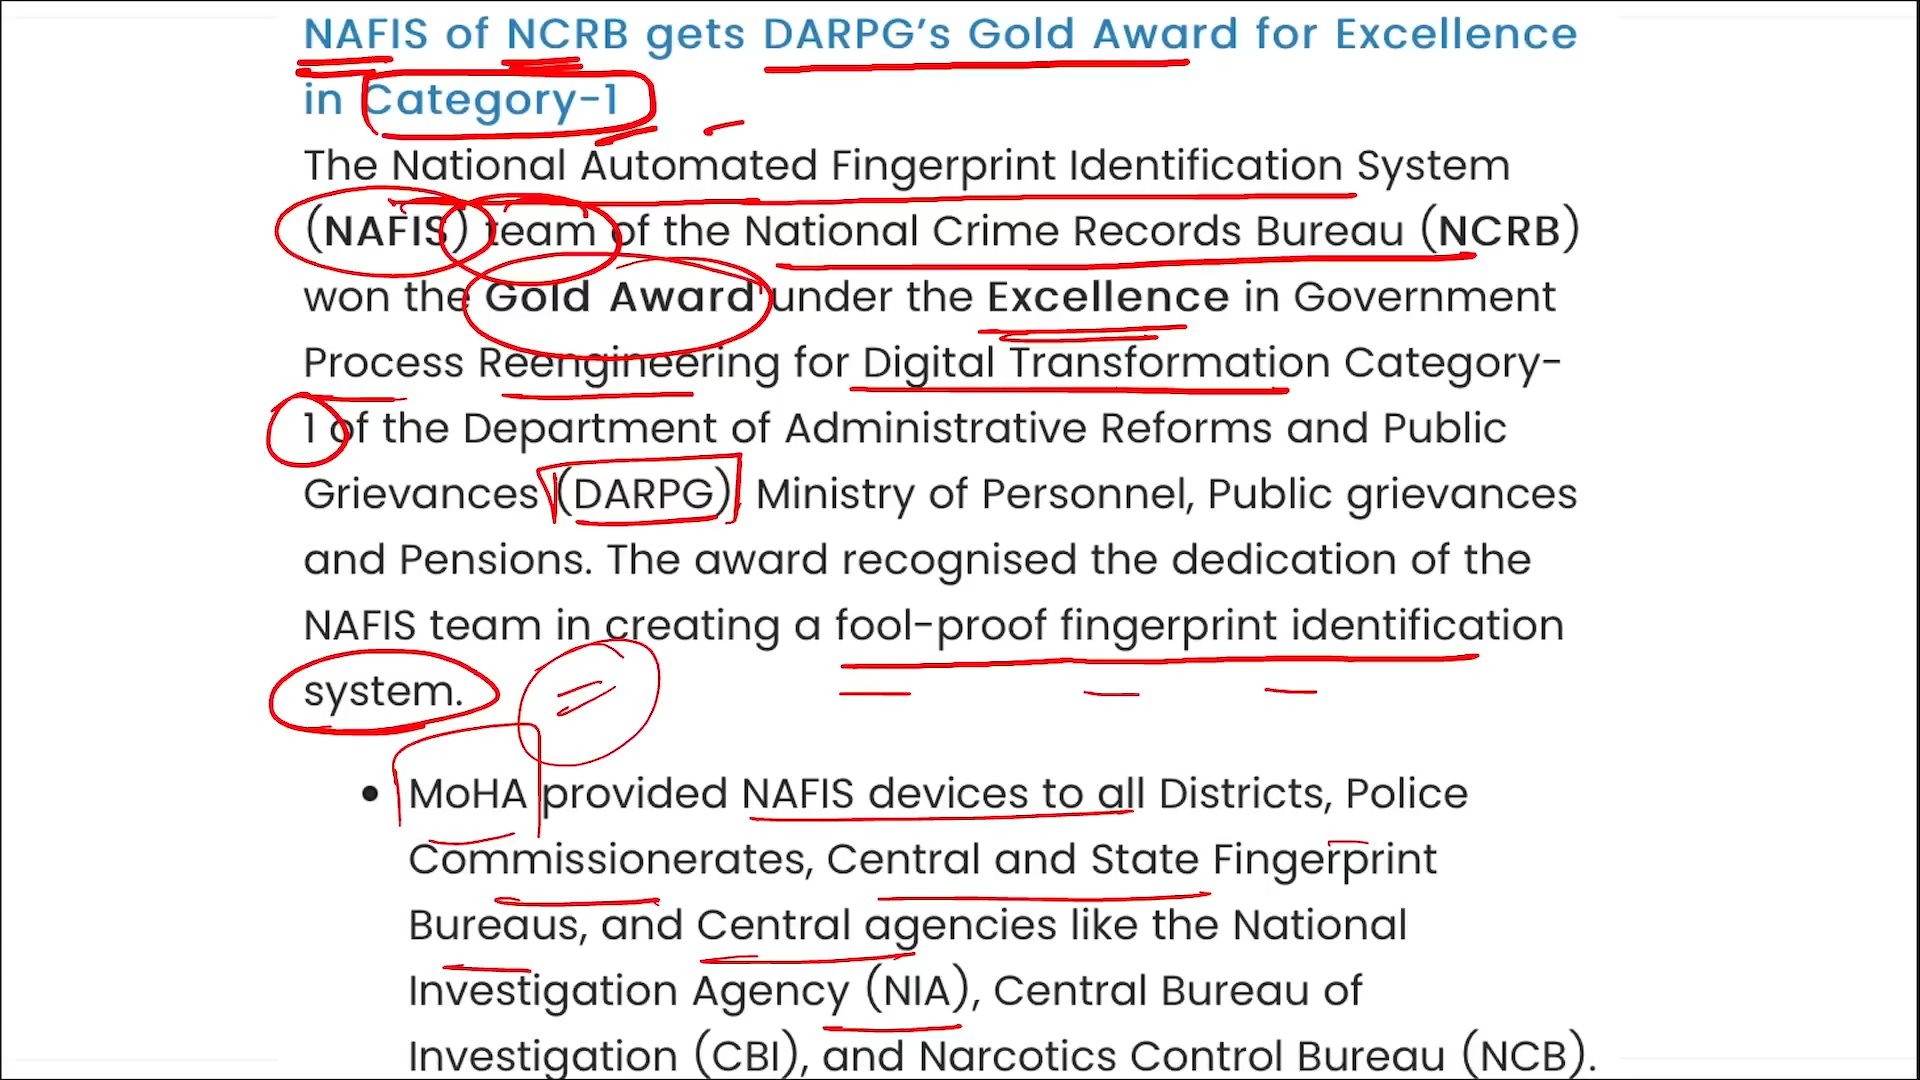 NAFIS of NCRB gets DARPG's Gold Award for Excellence
in Category-1
The National Automated Fingerprint Identification System
(NAFIS) team of the National Crime Records Bureau (NCRB)
won the Gold Award under the Excellence in Government
Process Reengineering for Digital Transformation Category-
1 of the Department of Administrative Reforms and Public
Grievances (DARPG), Ministry of Personnel, Public grievances
and Pensions. The award recognised the dedication of the
NAFIS team in creating a fool-proof fingerprint identification
system.
• MoHA provided NAFIS devices to all Districts, Police
Commissionerates, Central and State Fingerprint
Bureaus, and Central agencies like the National
Investigation Agency (NIA), Central Bureau of
Investigation (CBI), and Narcotics Control Bureau (NCB).